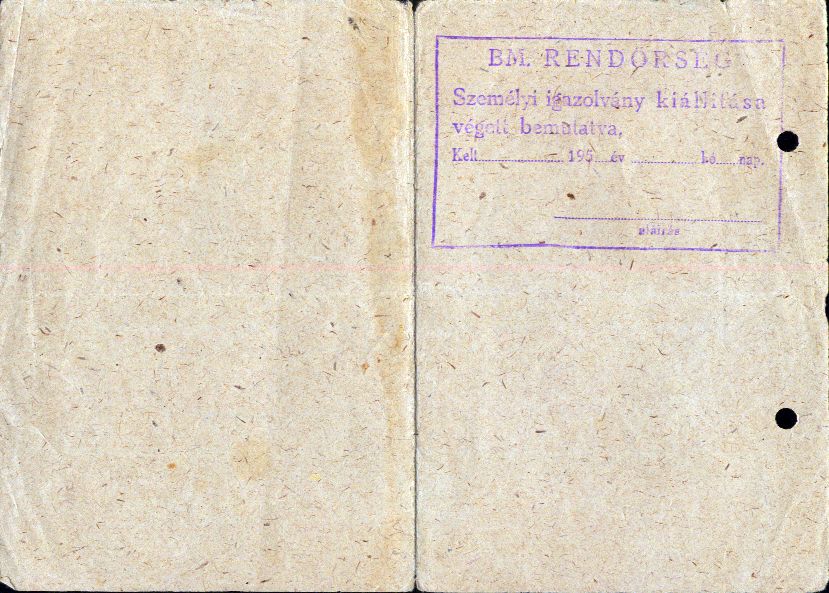 BM. RENDŐRSÉG
Személyi igazolvány kiállítása
végett bemutatva.
Kelt.................... 195....év ................ hó.....nap.
aláírás